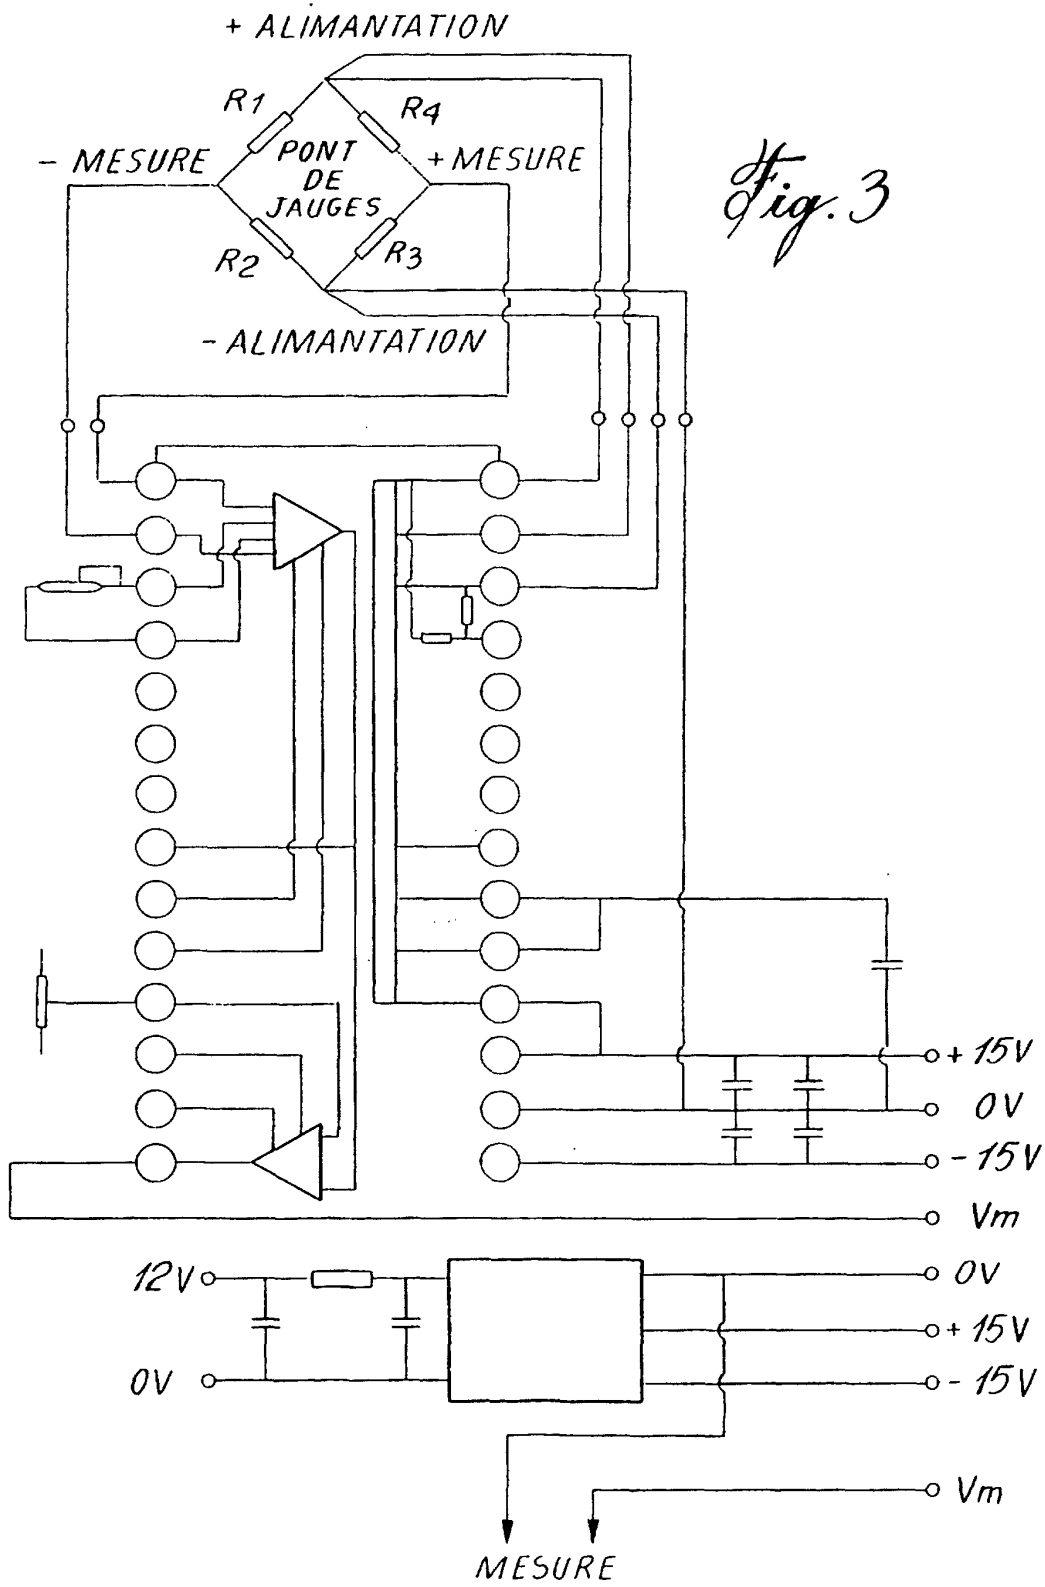 + ALIMANTATION
R1
R4
- MESURE
PONT
DE
JAUGES
+ MESURE
Fig. 3
R2
R3
- ALIMANTATION
+ 15V
0V
- 15V
Vm
12V
0V
0V
+ 15V
- 15V
Vm
MESURE